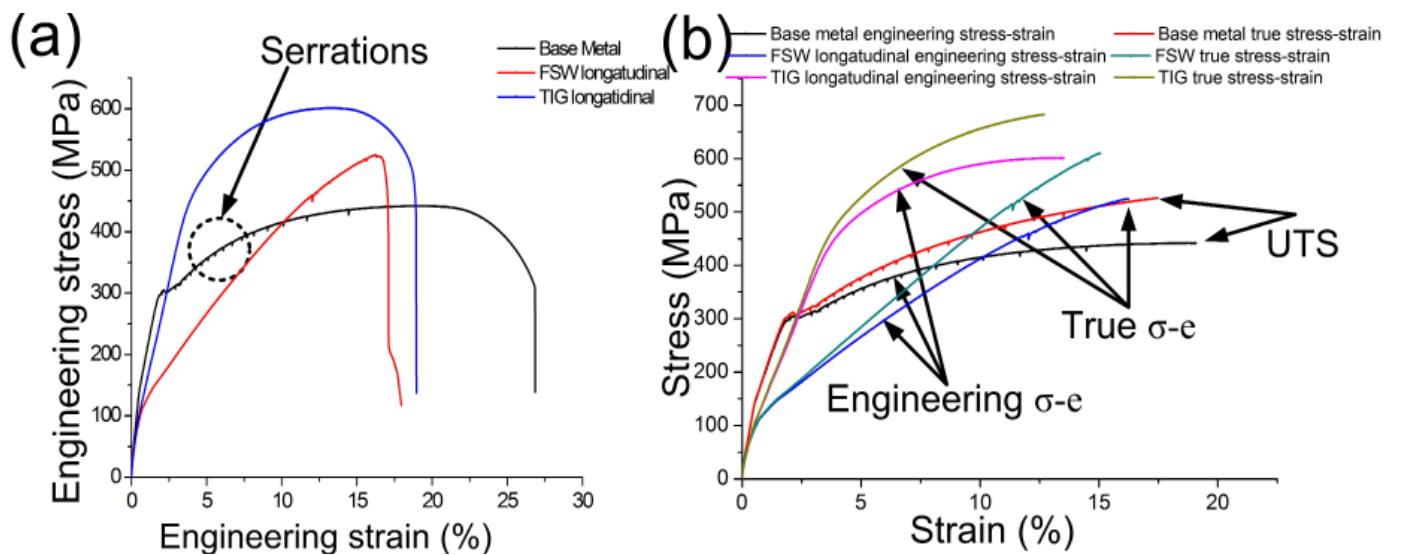 (a)
Serrations
Base Metal
FSW longatudinal
TIG longatidinal
Engineering stress (MPa)
600
500
400
300
200
100
0
0 5 10 15 20 25 30
Engineering strain (%)
(b)
Base metal engineering stress-strain Base metal true stress-strain
FSW longatudinal engineering stress-strain FSW true stress-strain
TIG longatudinal engineering stress-strain TIG true stress-strain
Stress (MPa)
700
600
500
400
300
200
100
0
UTS
True σ-e
Engineering σ-e
0 5 10 15 20
Strain (%)